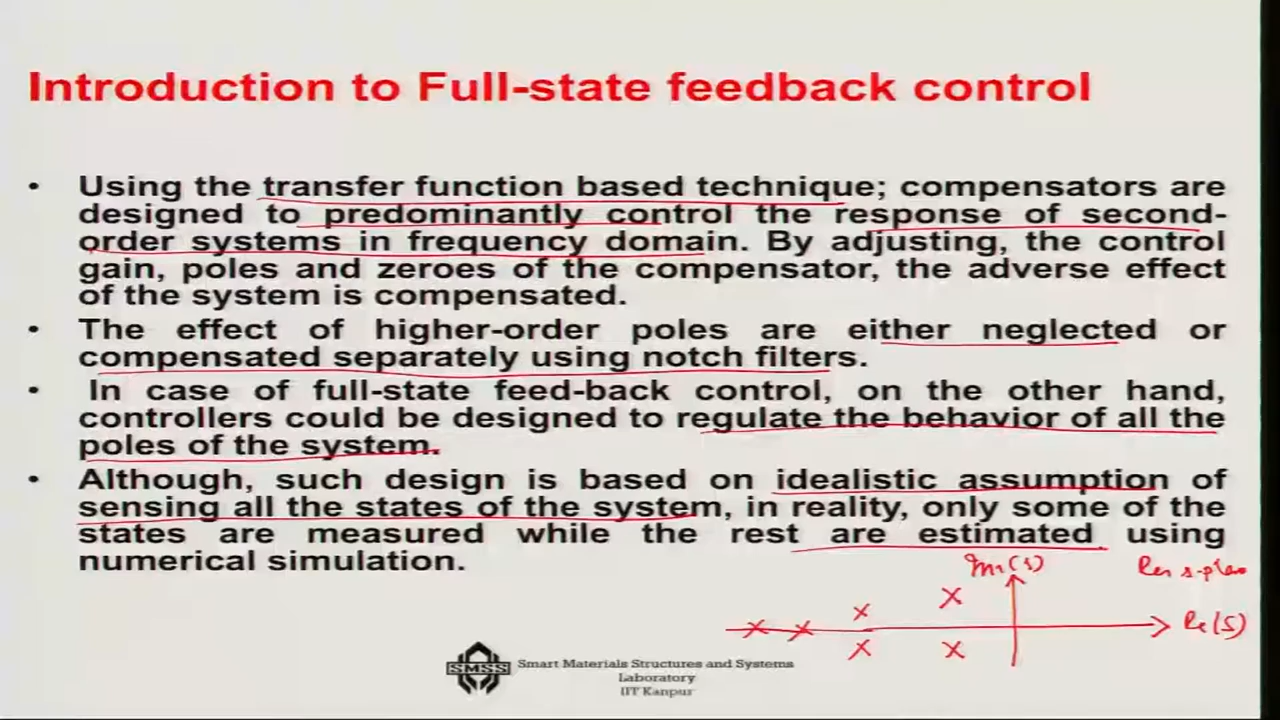 Introduction to Full-state feedback control
• Using the transfer function based technique; compensators are
designed to predominantly control the response of second-
order systems in frequency domain. By adjusting, the control
gain, poles and zeroes of the compensator, the adverse effect
of the system is compensated.
• The effect of higher-order poles are either neglected or
compensated separately using notch filters.
• In case of full-state feed-back control, on the other hand,
controllers could be designed to regulate the behavior of all the
poles of the system.
• Although, such design is based on idealistic assumption of
sensing all the states of the system, in reality, only some of the
states are measured while the rest are estimated using
numerical simulation.
Im(s)
s-plane
Re(s)
SMSS
Smart Materials Structures and Systems
Laboratory
IIT Kanpur